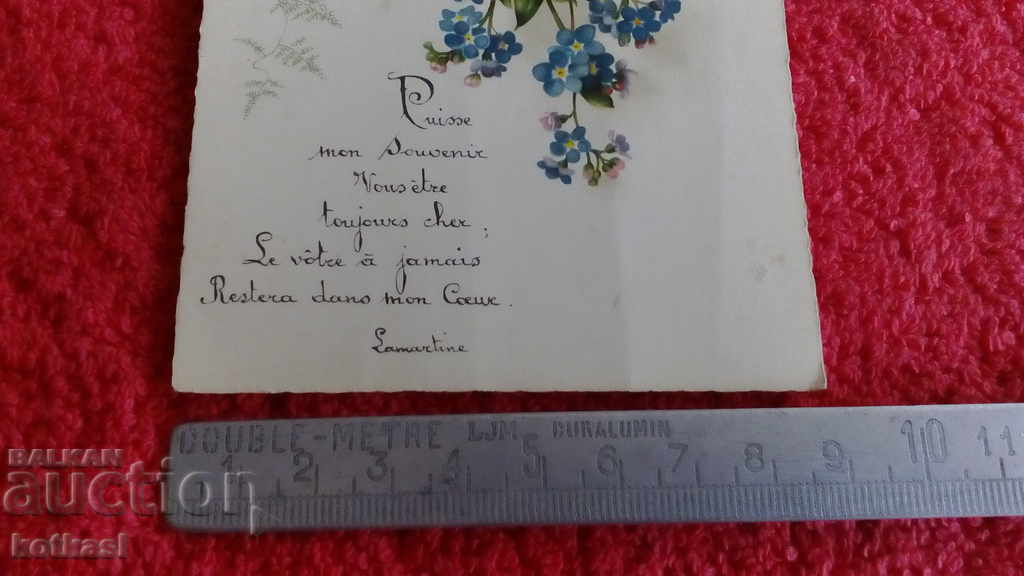 Puisse
mon Souvenir
Vous être
toujours cher ;
Le vôtre à jamais
Restera dans mon Coeur.
Lamartine
DOUBLE-METRE LJM DURALUMIN
1 2 3 4 5 6 7 8 9 10 11
BALKAN
auction
kotkasl